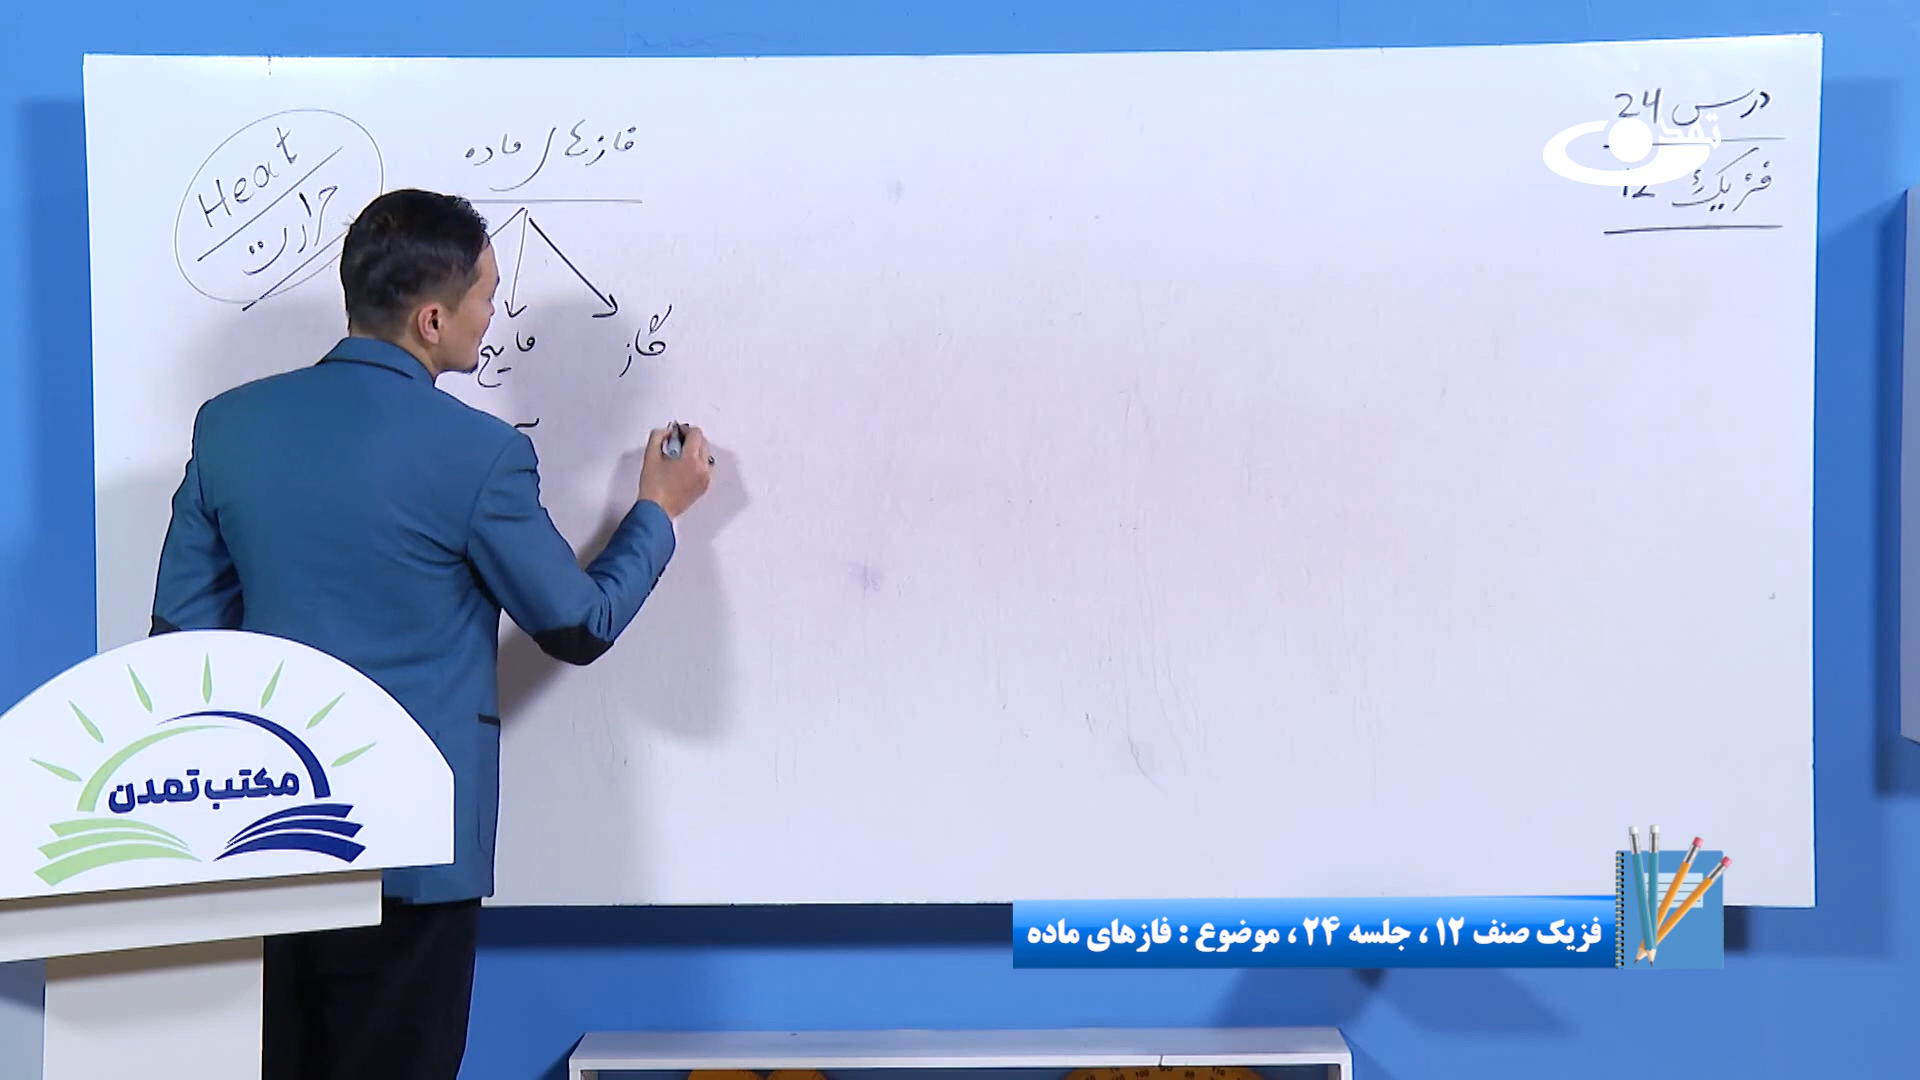 درس 24
فزیک 12
تمدن
فازهای ماده
گاز
مایع
Heat
حرارت
مکتب تمدن
فزیک صنف ۱۲ ، جلسه ۲۴ ، موضوع : فازهای ماده